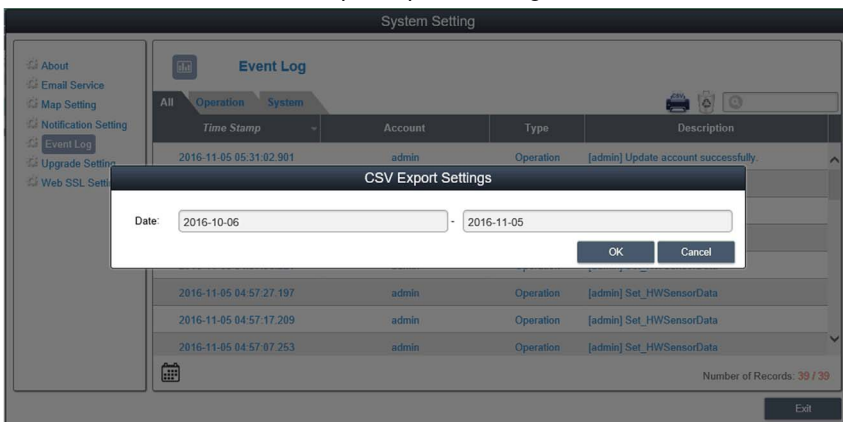 System Setting
About
Email Service
Map Setting
Notification Setting
Event Log
Upgrade Setting
Web SSL Setti
Event Log
All Operation System
Time Stamp Account Type Description
2016-11-05 05:31:02.901 admin Operation [admin] Update account successfully.
CSV Export Settings
Date: 2016-10-06 - 2016-11-05
OK Cancel
2016-11-05 04:57:27.197 admin Operation [admin] Set_HWSensorData
2016-11-05 04:57:17.209 admin Operation [admin] Set_HWSensorData
2016-11-05 04:57:07.253 admin Operation [admin] Set_HWSensorData
Number of Records: 39 / 39
Exit